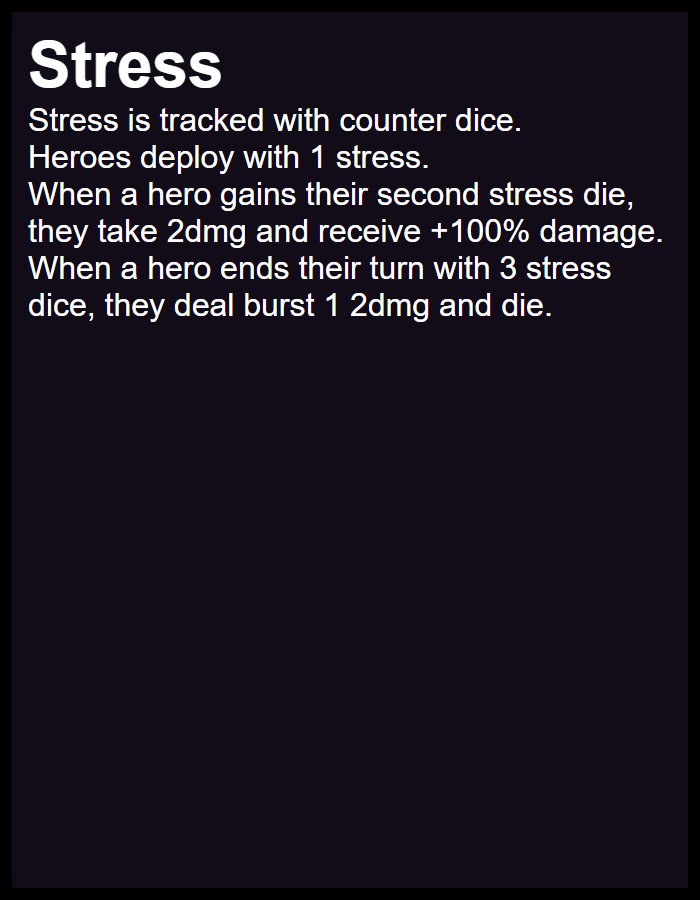 Stress
Stress is tracked with counter dice.
Heroes deploy with 1 stress.
When a hero gains their second stress die,
they take 2dmg and receive +100% damage.
When a hero ends their turn with 3 stress
dice, they deal burst 1 2dmg and die.